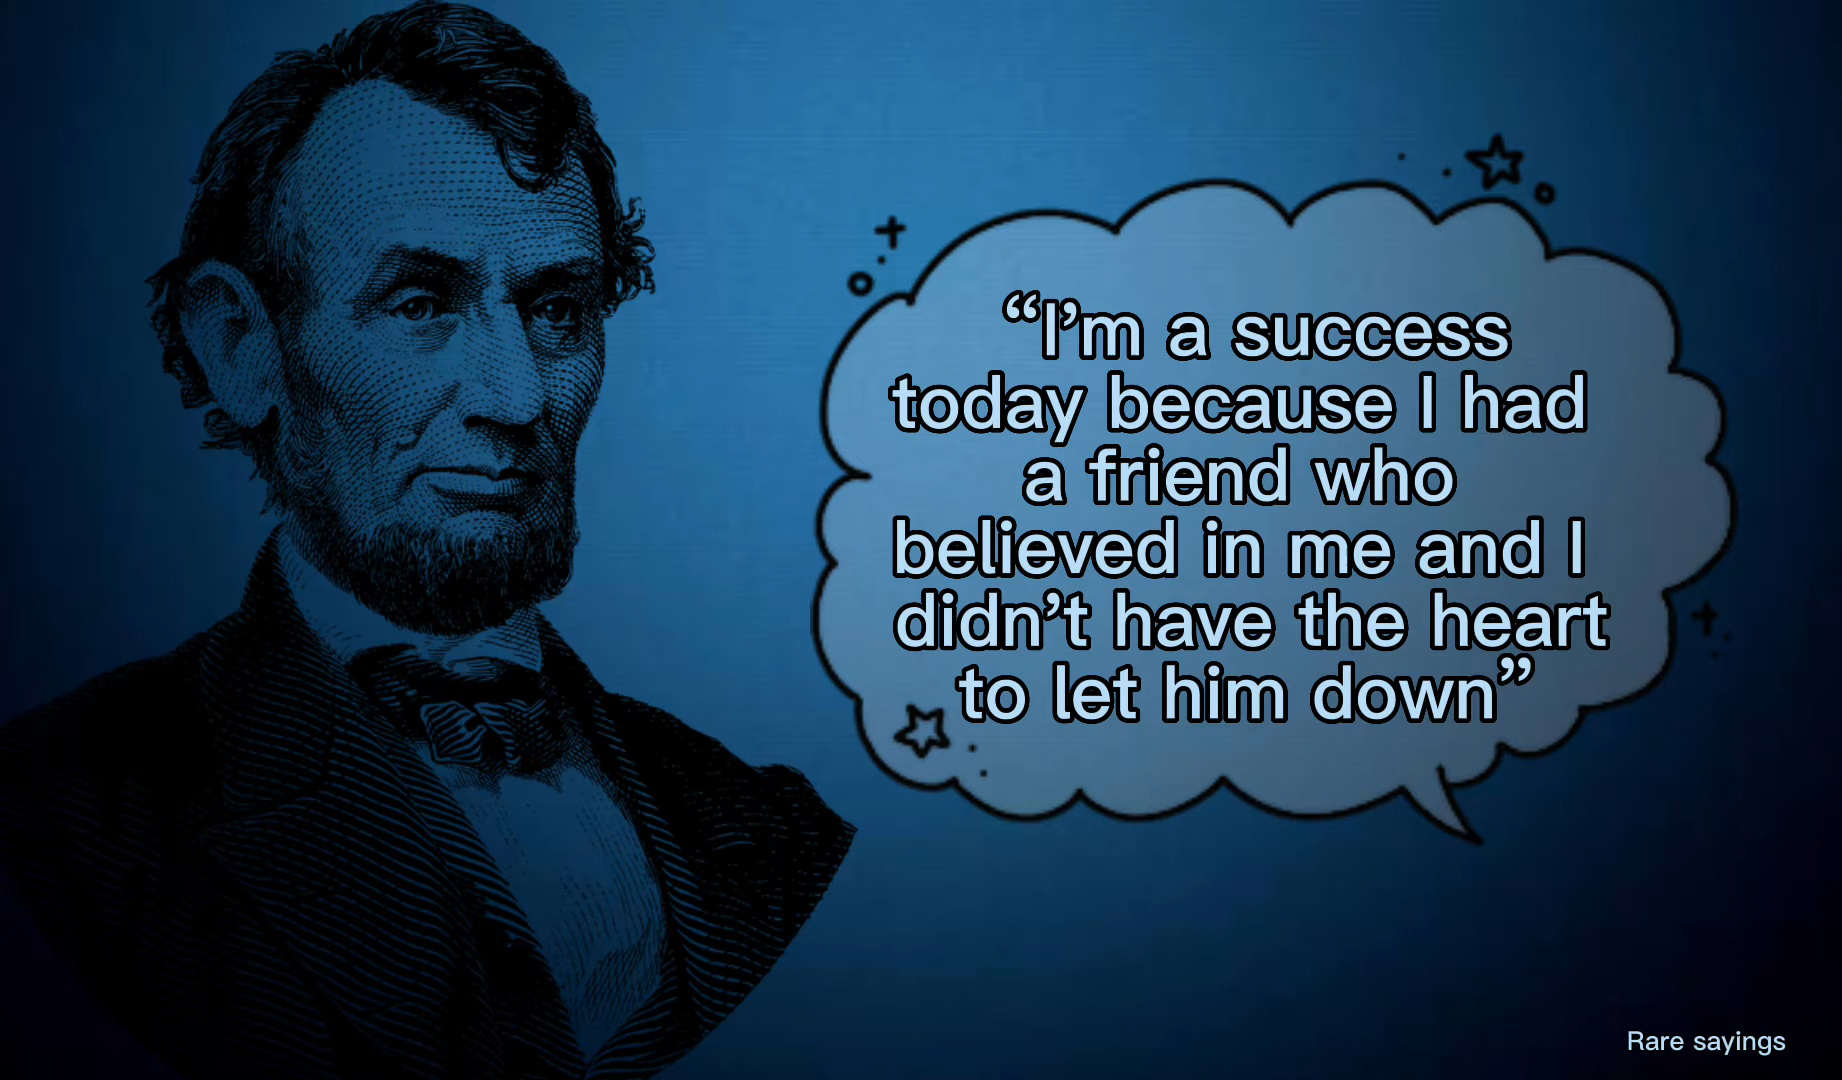 “I’m a success
today because I had
a friend who
believed in me and I
didn’t have the heart
to let him down”
Rare sayings